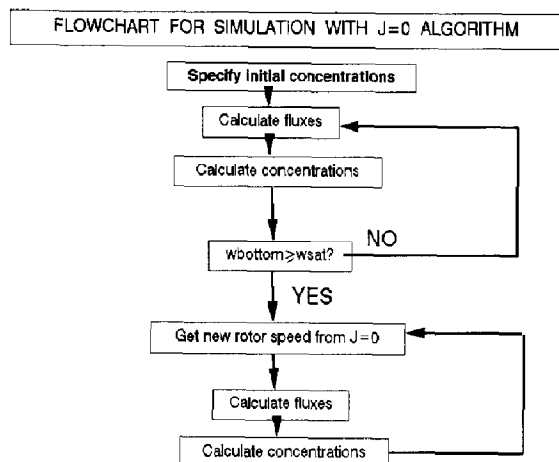 FLOWCHART FOR SIMULATION WITH J=0 ALGORITHM
Specify initial concentrations
Calculate fluxes
Calculate concentrations
wbottom⩾wsat?
NO
YES
Get new rotor speed from J=0
Calculate fluxes
Calculate concentrations